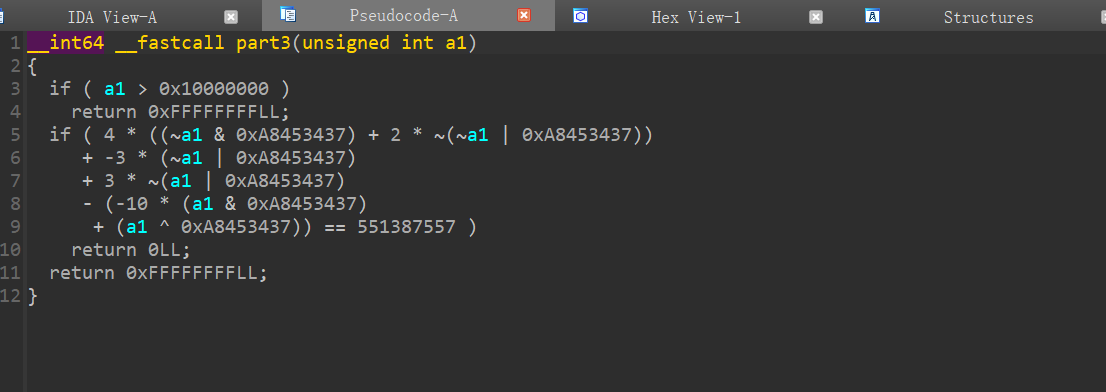 IDA View-A Pseudocode-A Hex View-1 Structures
1 __int64 __fastcall part3(unsigned int a1)
2 {
3   if ( a1 > 0x10000000 )
4     return 0xFFFFFFFFLL;
5   if ( 4 * ((~a1 & 0xA8453437) + 2 * ~(~a1 | 0xA8453437))
6      + -3 * (~a1 | 0xA8453437)
7      + 3 * ~(a1 | 0xA8453437)
8      - (-10 * (a1 & 0xA8453437)
9       + (a1 ^ 0xA8453437)) == 551387557 )
10     return 0LL;
11   return 0xFFFFFFFFLL;
12 }